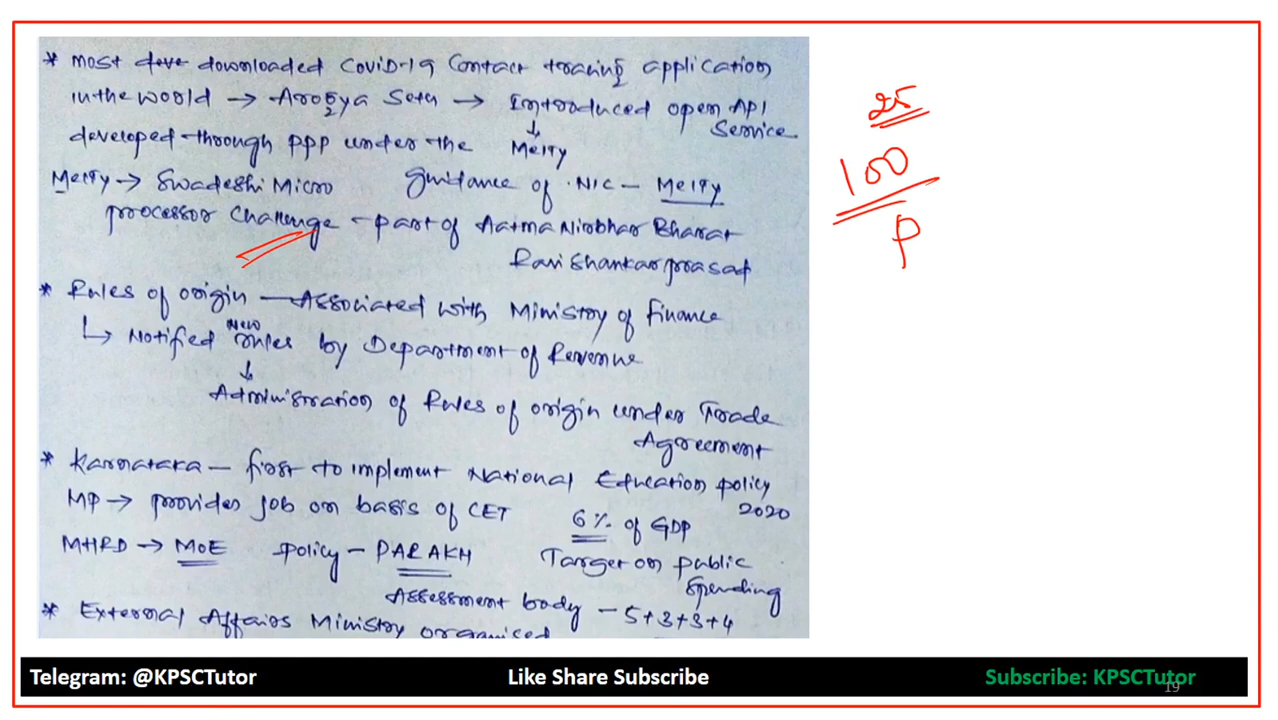 * Most deve downloaded Covid-19 Contact tracing application
in the world → Arogya Setu → Introduced open API Service
developed through PPP under the ↓ Meity
guidance of NIC - Meity
Meity → Swadeshi Micro
processor Challenge - part of AatmaNirbhar Bharat
Ravi Shankar prasad
* Rules of origin — Associated with Ministry of finance
↳ Notified new rules by Department of Revenue
↓
Administration of Rules of origin under Trade
Agreement
* Karnataka - first to implement National Education policy
2020
MP → provides job on basis of CET
6% of GDP
Target on public
spending
MHRD → MoE policy - PARAKH
Assessment body - 5+3+3+4
* External Affairs Ministry organised
25
100
P
Telegram: @KPSCTutor
Like Share Subscribe
Subscribe: KPSCTutor
19